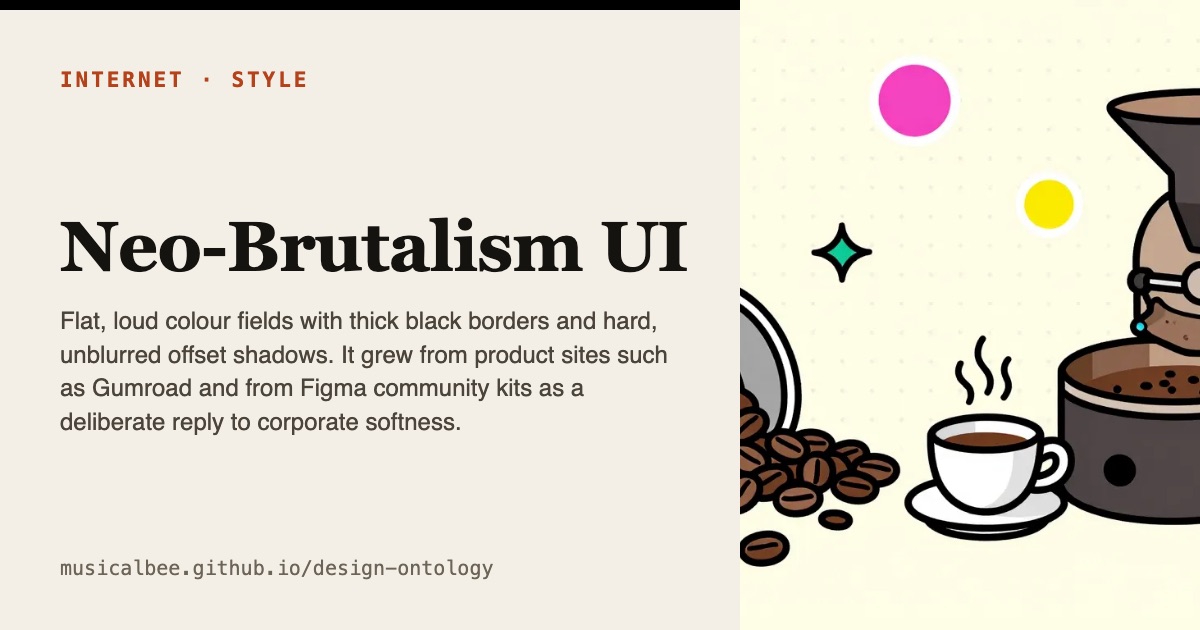 INTERNET · STYLE
Neo-Brutalism UI
Flat, loud colour fields with thick black borders and hard,
unblurred offset shadows. It grew from product sites such
as Gumroad and from Figma community kits as a
deliberate reply to corporate softness.
musicalbee.github.io/design-ontology